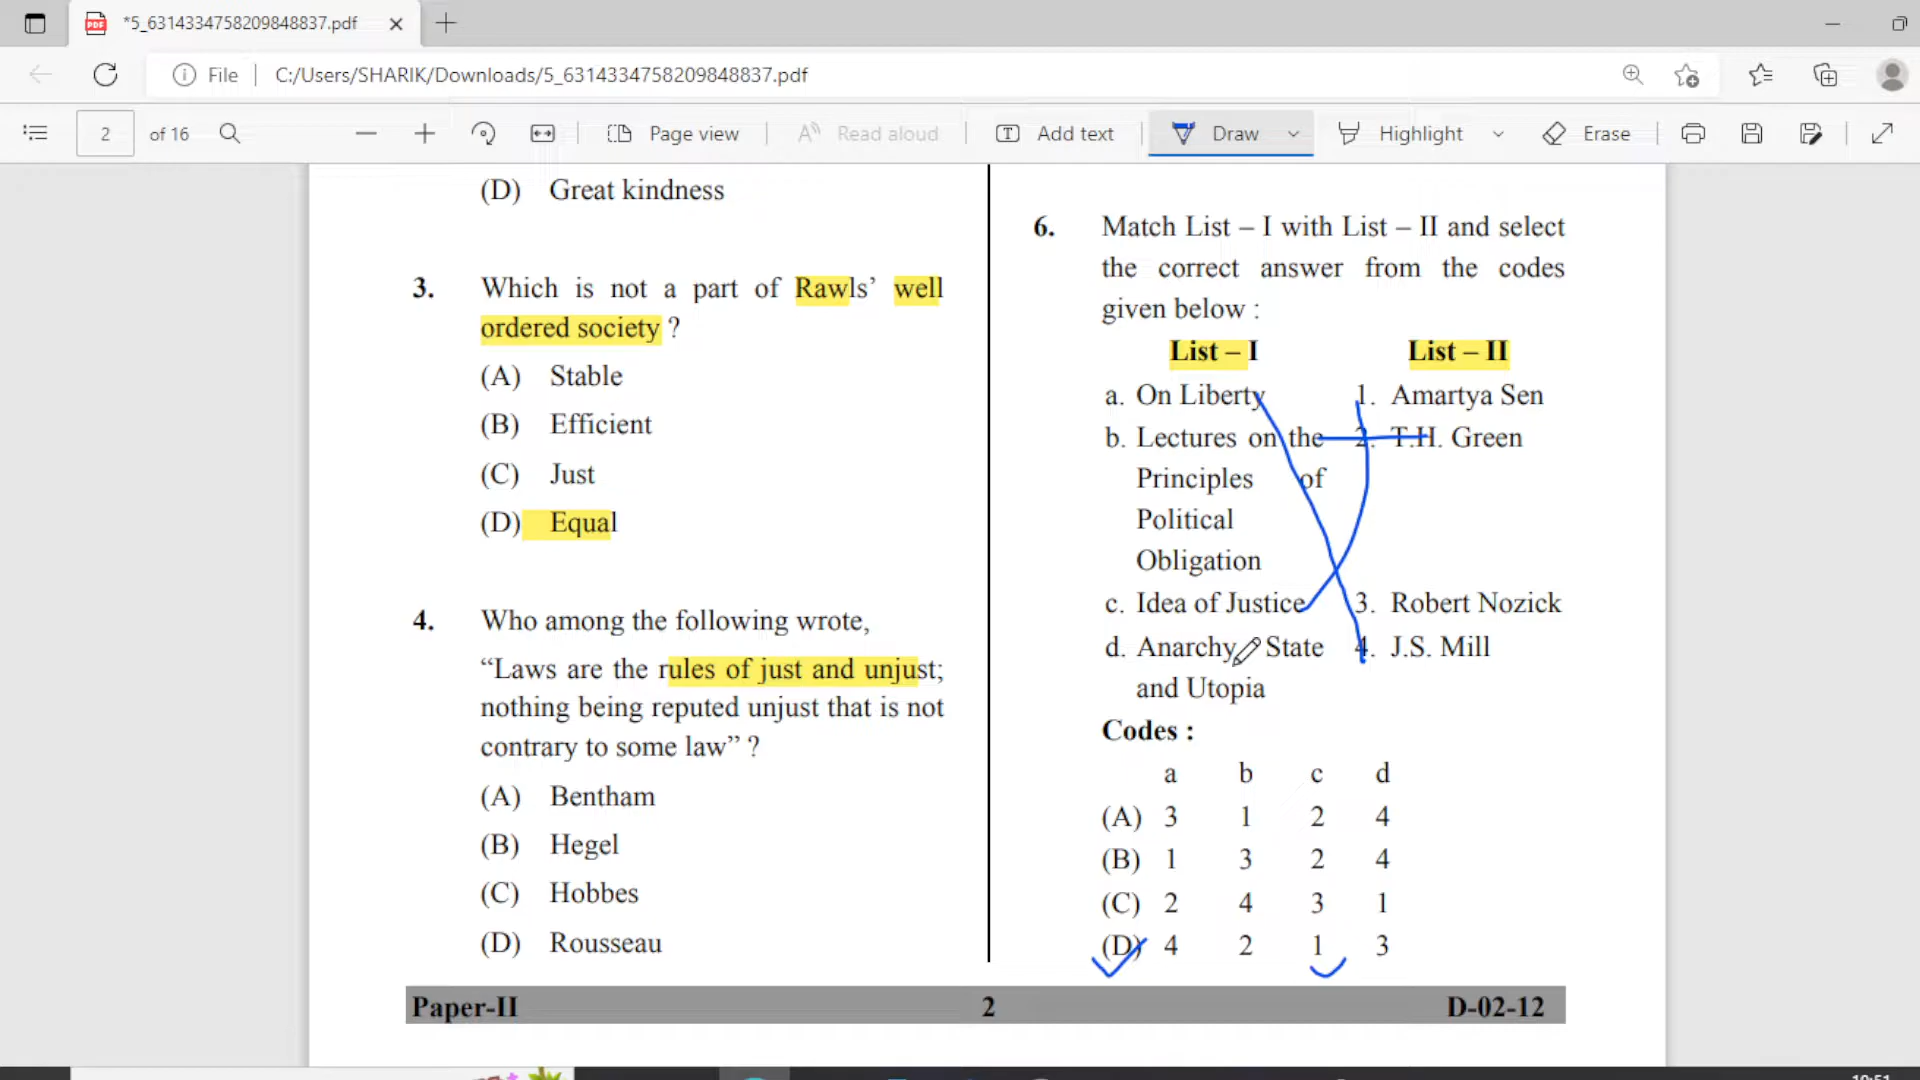 *5_6314334758209848837.pdf
File
C:/Users/SHARIK/Downloads/5_6314334758209848837.pdf
2 of 16
Page view
Read aloud
Add text
Draw
Highlight
Erase
(D) Great kindness
3. Which is not a part of Rawls’ well
ordered society ?
(A) Stable
(B) Efficient
(C) Just
(D) Equal
4. Who among the following wrote,
“Laws are the rules of just and unjust;
nothing being reputed unjust that is not
contrary to some law” ?
(A) Bentham
(B) Hegel
(C) Hobbes
(D) Rousseau
6. Match List – I with List – II and select
the correct answer from the codes
given below :
List – I List – II
a. On Liberty 1. Amartya Sen
b. Lectures on the 2. T.H. Green
Principles of
Political
Obligation
c. Idea of Justice 3. Robert Nozick
d. Anarchy State 4. J.S. Mill
and Utopia
Codes :
a b c d
(A) 3 1 2 4
(B) 1 3 2 4
(C) 2 4 3 1
(D) 4 2 1 3
Paper-II 2 D-02-12